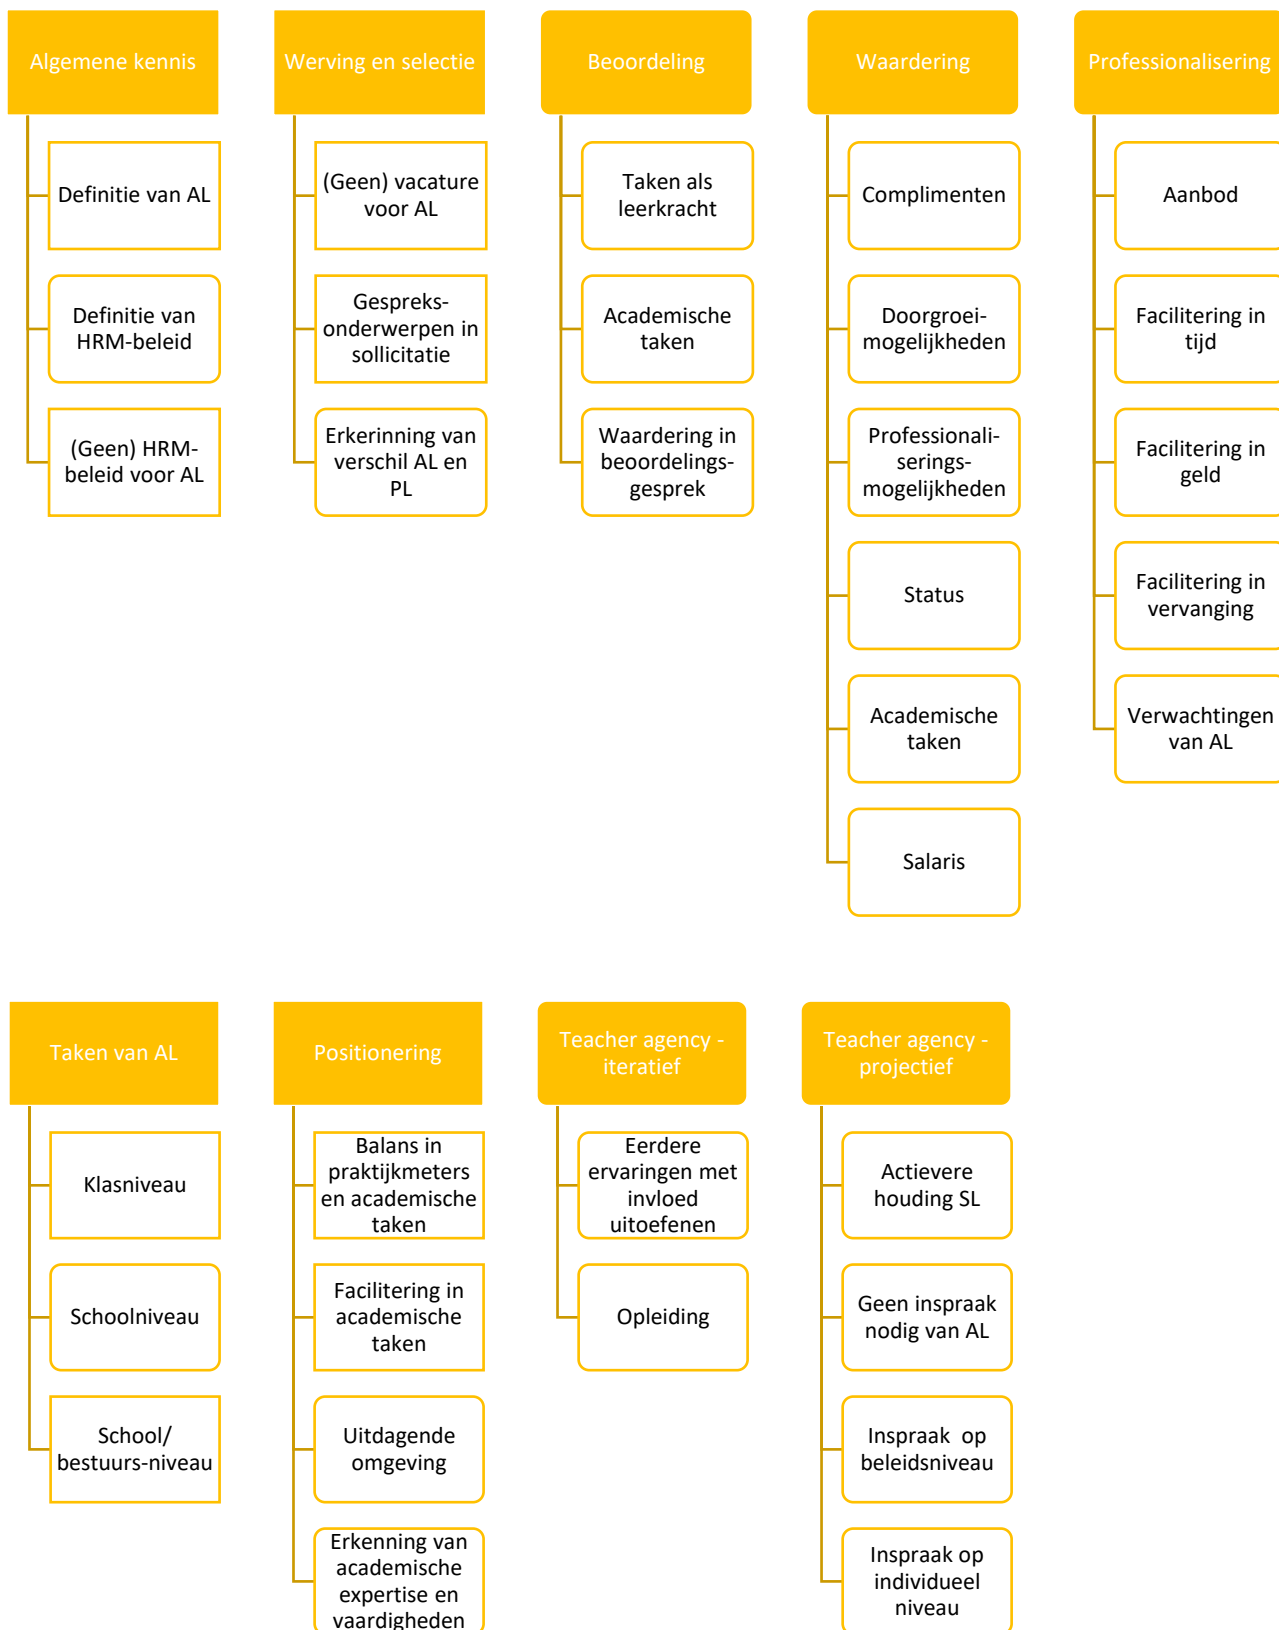 Algemene kennis
Definitie van AL
Definitie van
HRM-beleid
(Geen) HRM-
beleid voor AL
Werving en selectie
(Geen) vacature
voor AL
Gespreks-
onderwerpen in
sollicitatie
Erkerinning van
verschil AL en
PL
Beoordeling
Taken als
leerkracht
Academische
taken
Waardering in
beoordelings-
gesprek
Waardering
Complimenten
Doorgroei-
mogelijkheden
Professionali-
serings-
mogelijkheden
Status
Academische
taken
Salaris
Professionalisering
Aanbod
Facilitering in
tijd
Facilitering in
geld
Facilitering in
vervanging
Verwachtingen
van AL
Taken van AL
Klasniveau
Schoolniveau
School/
bestuurs-niveau
Positionering
Balans in
praktijkmeters
en academische
taken
Facilitering in
academische
taken
Uitdagende
omgeving
Erkenning van
academische
expertise en
vaardigheden
Teacher agency -
iteratief
Eerdere
ervaringen met
invloed
uitoefenen
Opleiding
Teacher agency -
projectief
Actievere
houding SL
Geen inspraak
nodig van AL
Inspraak  op
beleidsniveau
Inspraak op
individueel
niveau